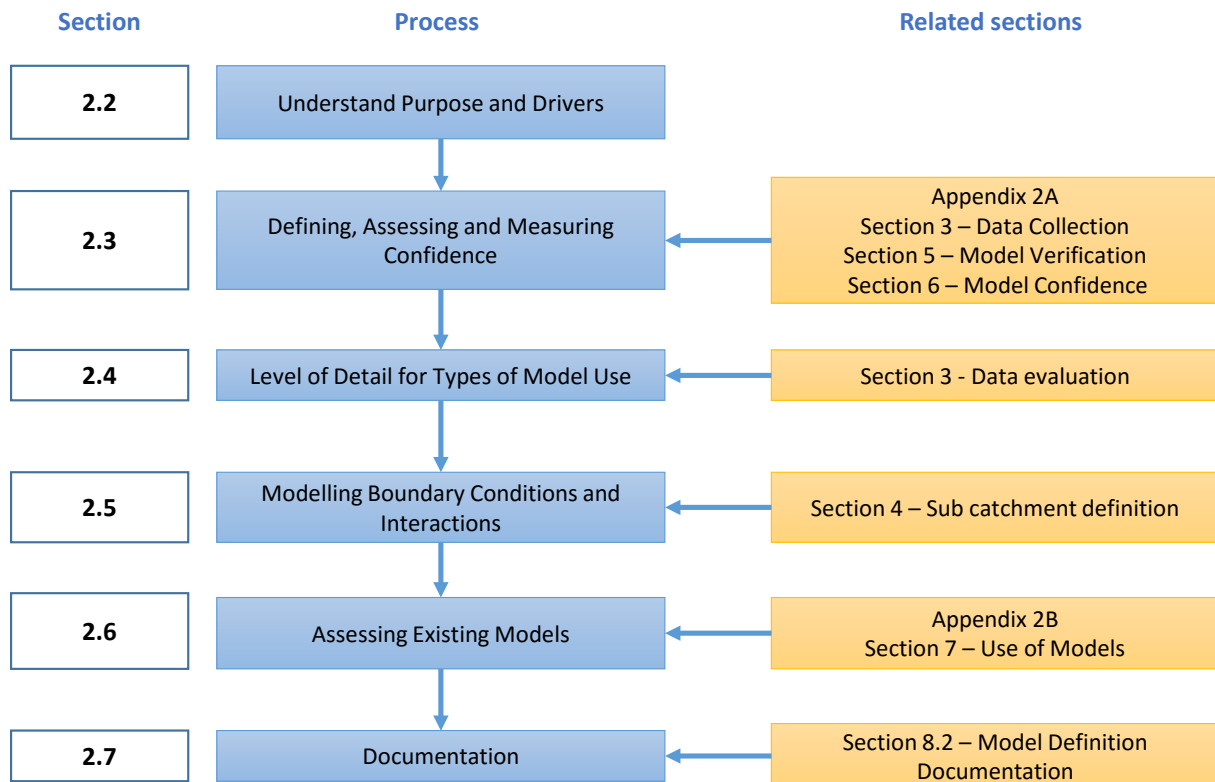 Section
Process
Related sections
2.2
Understand Purpose and Drivers
2.3
Defining, Assessing and Measuring
Confidence
Appendix 2A
Section 3 – Data Collection
Section 5 – Model Verification
Section 6 – Model Confidence
2.4
Level of Detail for Types of Model Use
Section 3 - Data evaluation
2.5
Modelling Boundary Conditions and
Interactions
Section 4 – Sub catchment definition
2.6
Assessing Existing Models
Appendix 2B
Section 7 – Use of Models
2.7
Documentation
Section 8.2 – Model Definition
Documentation